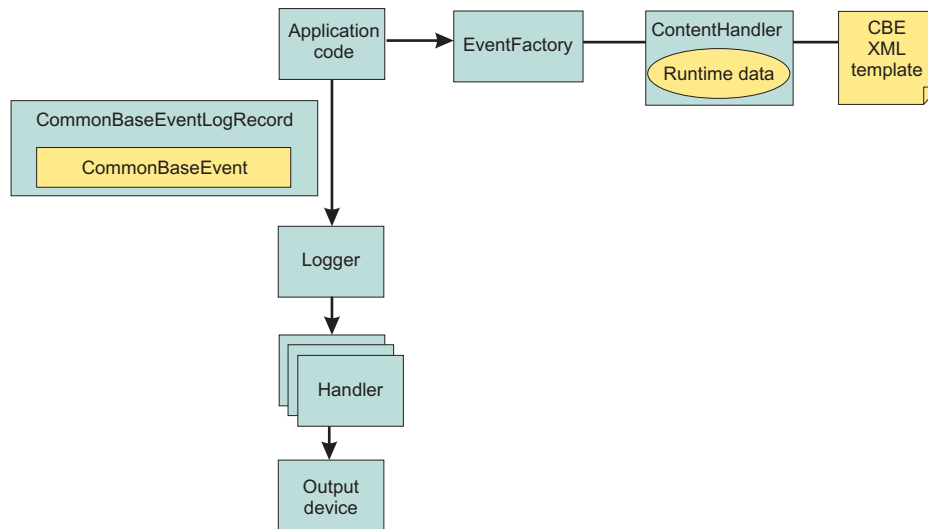 Application
code
EventFactory
ContentHandler
Runtime data
CBE
XML
template
CommonBaseEventLogRecord
CommonBaseEvent
Logger
Handler
Output
device